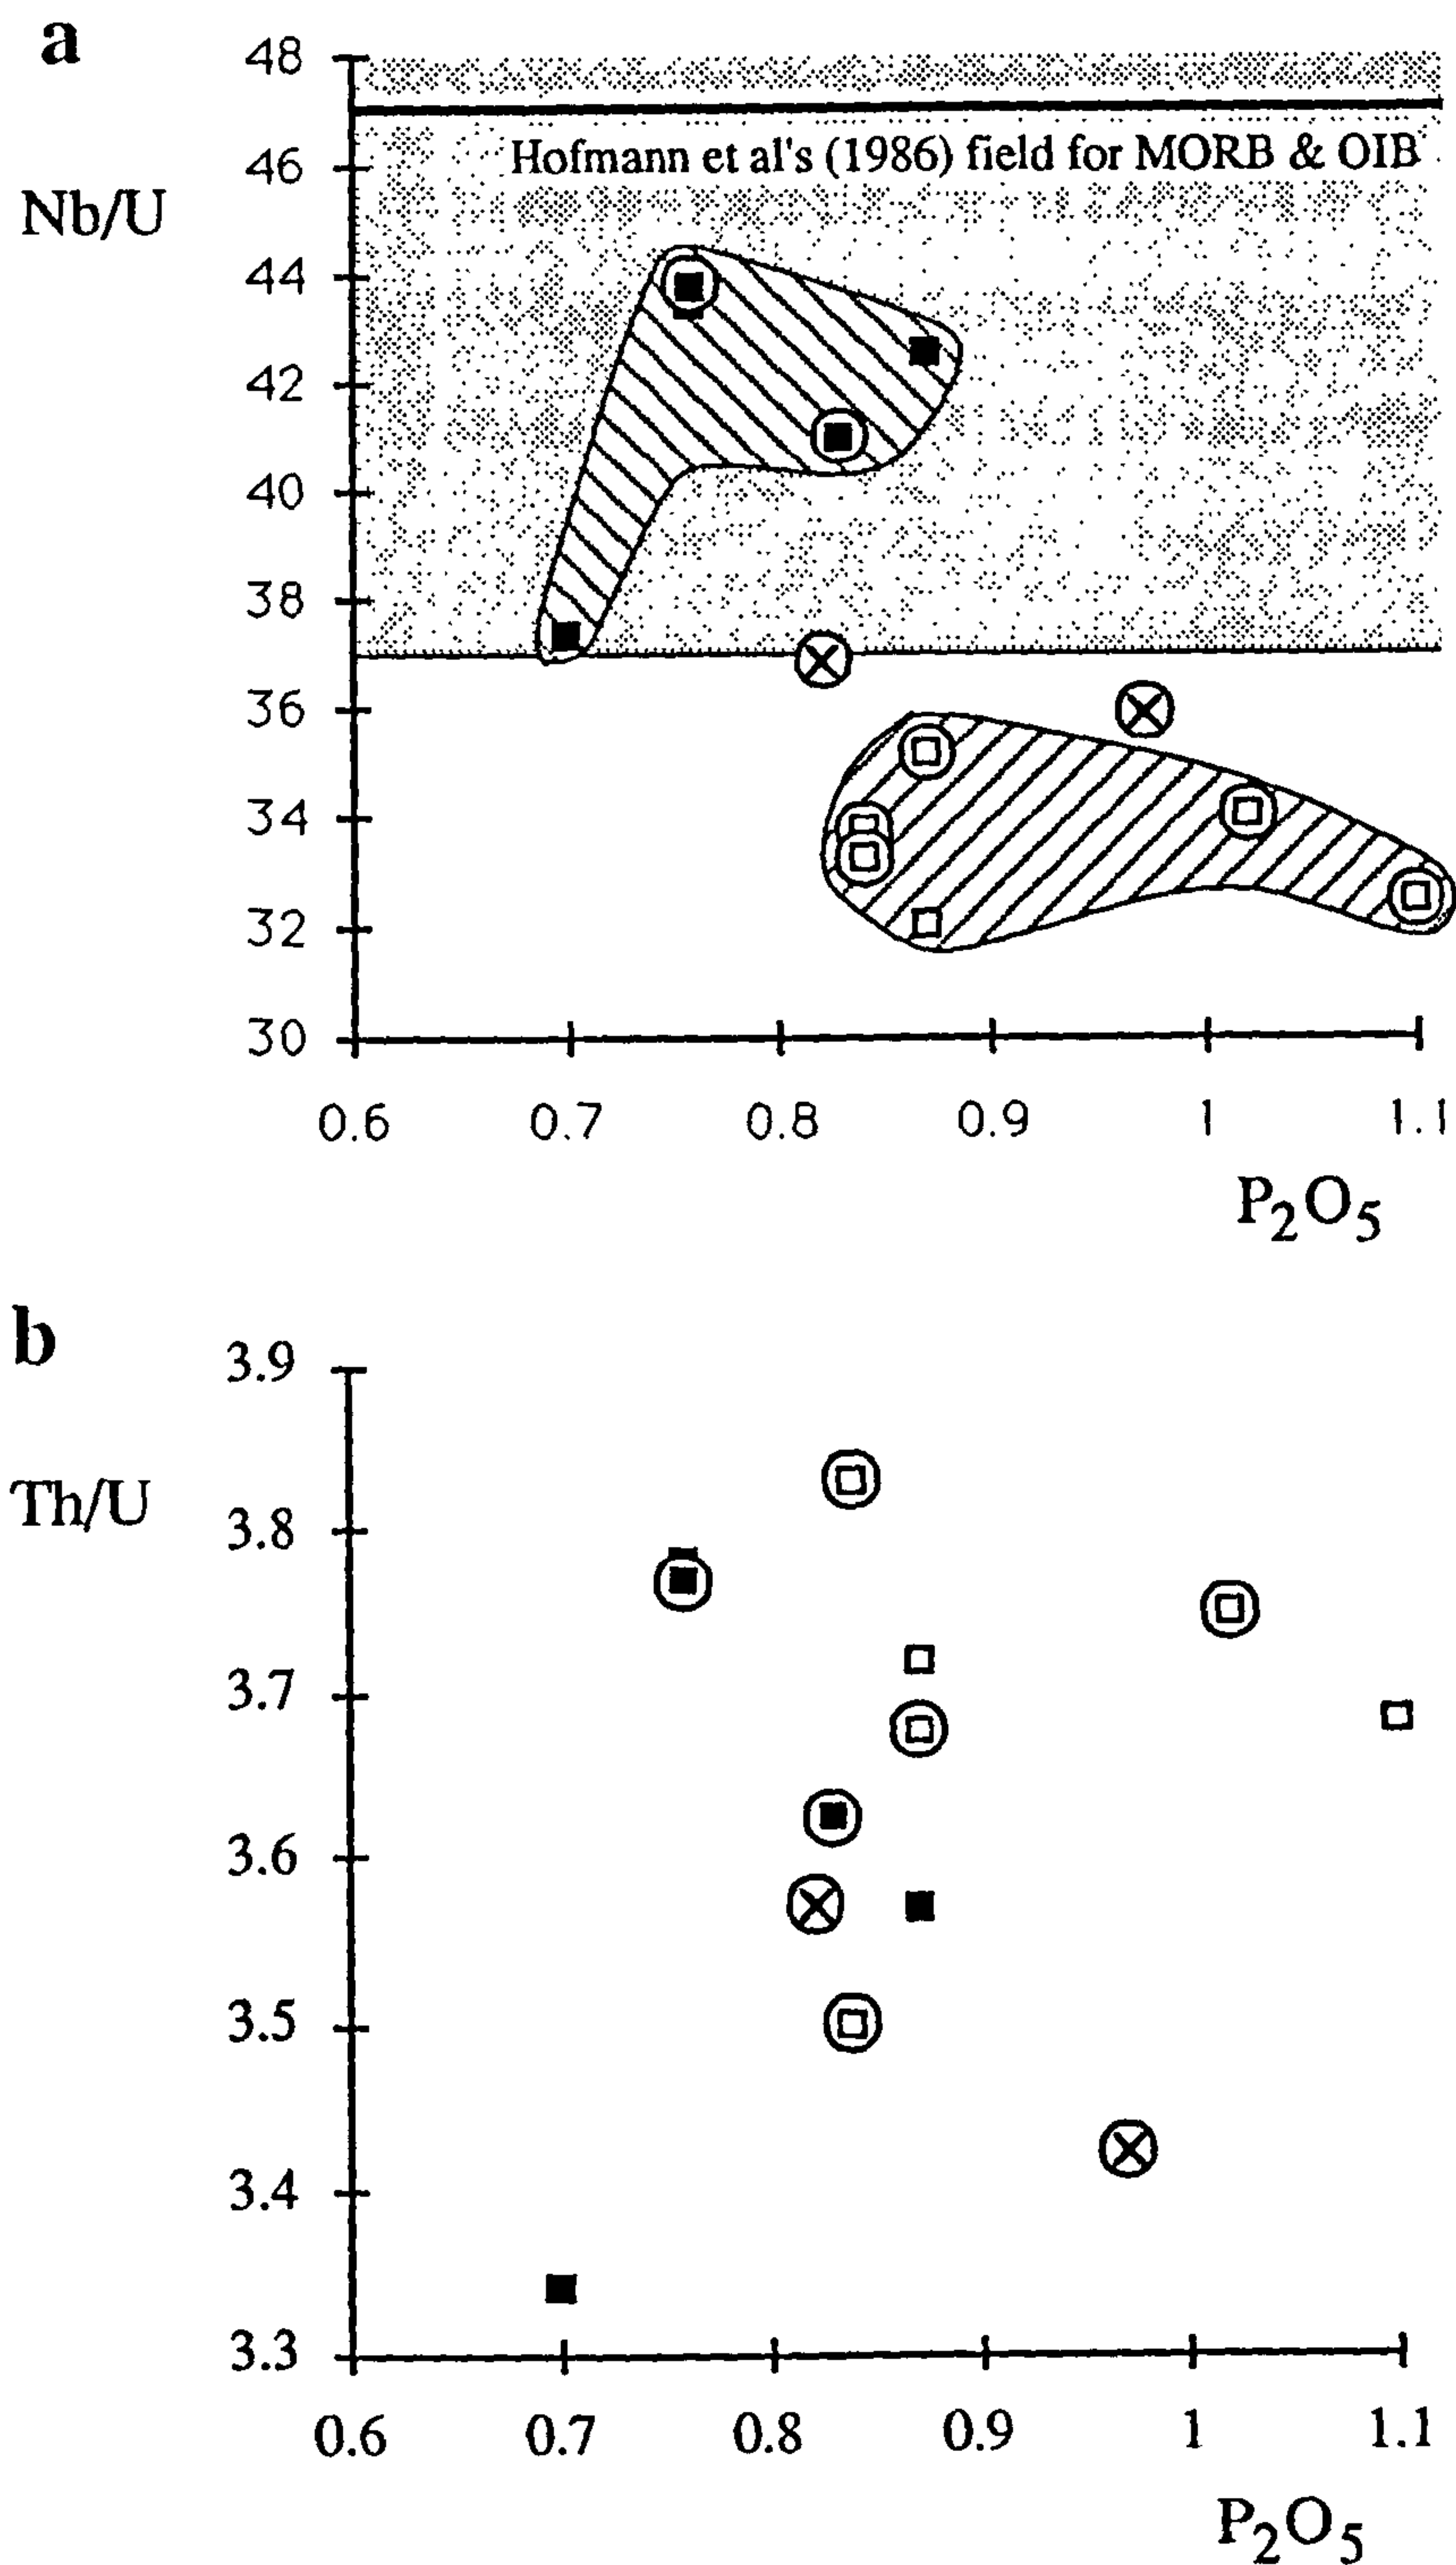 a
48
Hofmann et al's (1986) field for MORB & OIB
46
Nb/U
44
42
40
38
36
34
32
30
0.6 0.7 0.8 0.9 1 1.1
P₂O₅
b
3.9
Th/U
3.8
3.7
3.6
3.5
3.4
3.3
0.6 0.7 0.8 0.9 1 1.1
P₂O₅